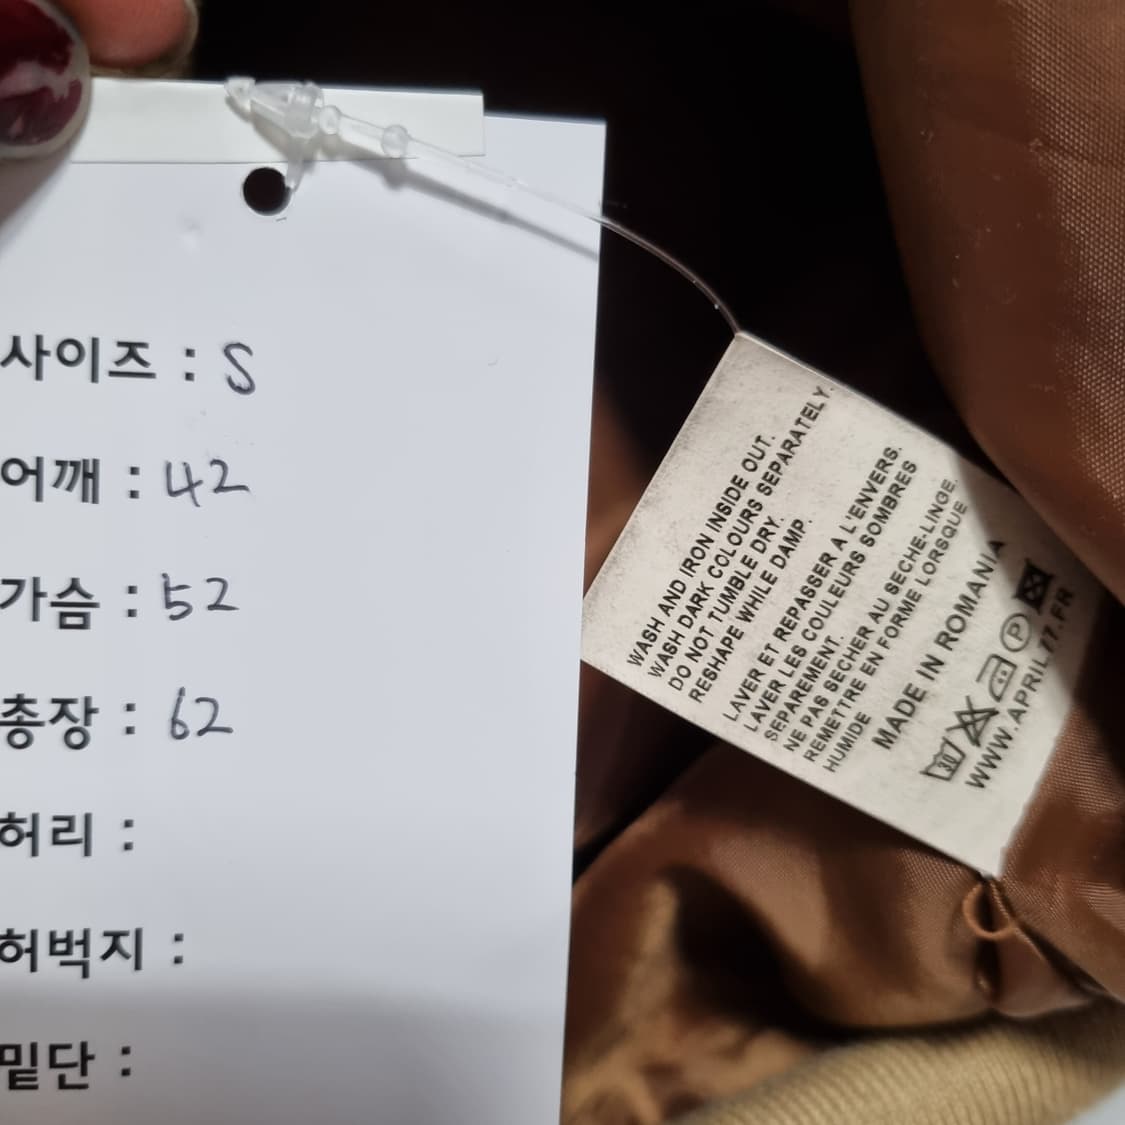 사이즈 : S
어깨 : 42
가슴 : 52
총장 : 62
허리 :
허벅지 :
밑단 :
WASH AND IRON INSIDE OUT.
WASH DARK COLOURS SEPARATELY.
DO NOT TUMBLE DRY.
RESHAPE WHILE DAMP.
LAVER ET REPASSER A L'ENVERS.
LAVER LES COULEURS SOMBRES
SEPAREMENT.
NE PAS SECHER AU SECHE-LINGE.
REMETTRE EN FORME LORSQUE
HUMIDE
MADE IN ROMANIA
30 P
WWW.APRIL77.FR